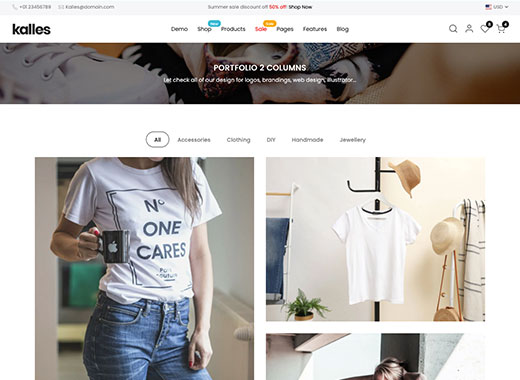 +01 23456789 kalles@domain.com Summer sale discount off 50% off! Shop Now USD
kalles
Demo Shop New Products Sale Sale Pages Features Blog 0 4
PORTFOLIO 2 COLUMNS
Let check all of our design for logos, brandings, web design, illustrator...
All Accessories Clothing DIY Handmade Jewellery
No
ONE
CARES